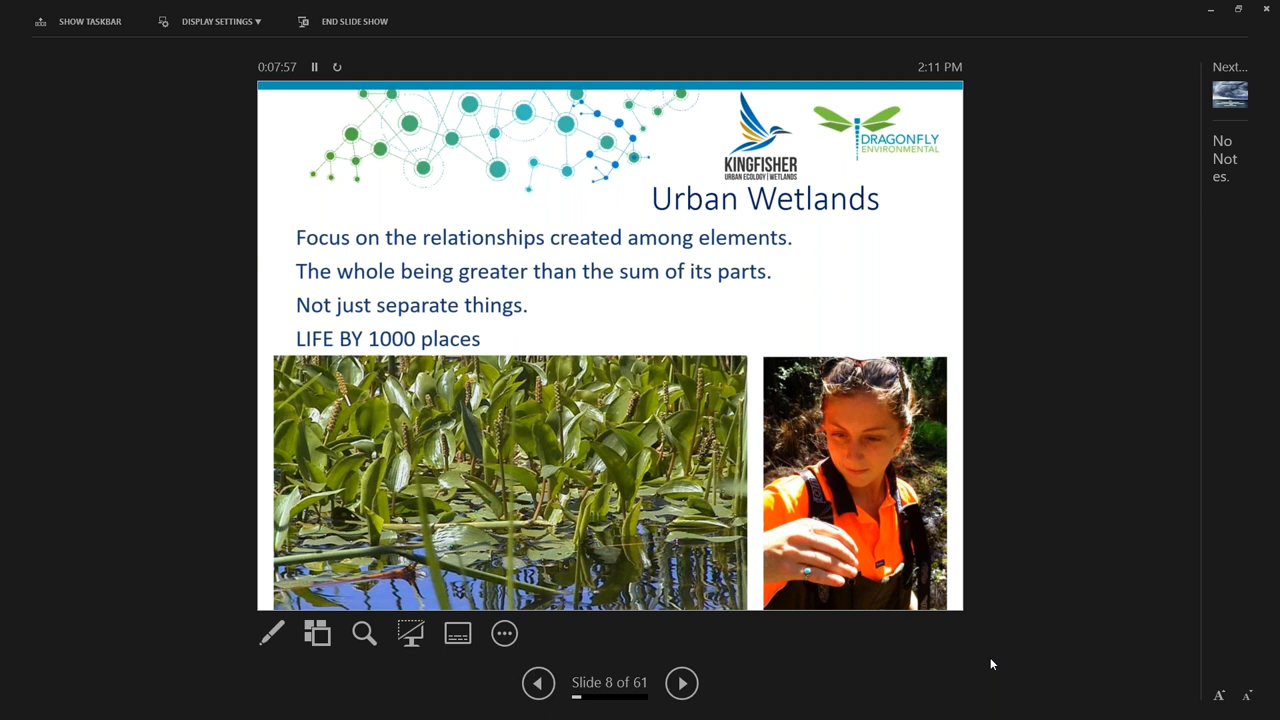 SHOW TASKBAR
DISPLAY SETTINGS ▾
END SLIDE SHOW
0:07:57
2:11 PM
Next...
No
Not
es.
KINGFISHER
URBAN ECOLOGY | WETLANDS
DRAGONFLY
ENVIRONMENTAL
Urban Wetlands
Focus on the relationships created among elements.
The whole being greater than the sum of its parts.
Not just separate things.
LIFE BY 1000 places
Slide 8 of 61
A
A